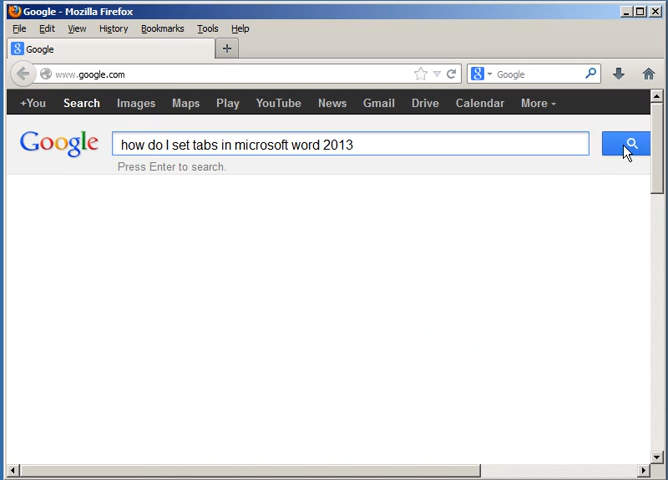 Google - Mozilla Firefox
File Edit View History Bookmarks Tools Help
Google
www.google.com
Google
+You Search Images Maps Play YouTube News Gmail Drive Calendar More
Google how do I set tabs in microsoft word 2013
Press Enter to search.